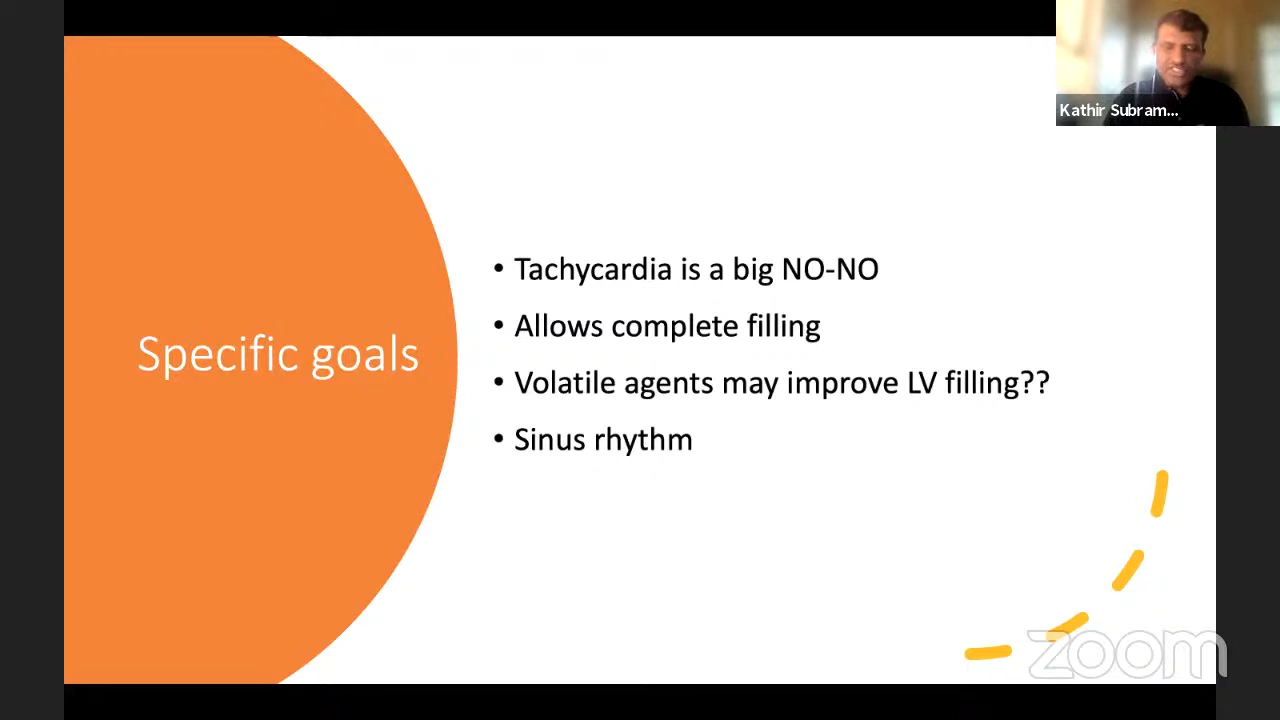 Kathir Subram...
Specific goals
• Tachycardia is a big NO-NO
• Allows complete filling
• Volatile agents may improve LV filling??
• Sinus rhythm
zoom